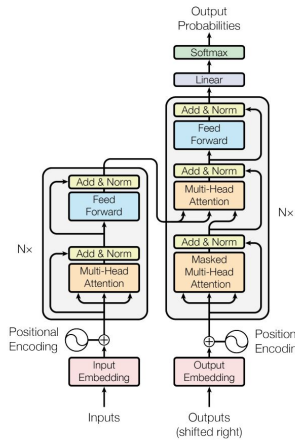 Output
Probabilities
Softmax
Linear
Add & Norm
Feed
Forward
Add & Norm
Multi-Head
Attention
Add & Norm
Masked
Multi-Head
Attention
N×
Positional
Encoding
Output
Embedding
Outputs
(shifted right)
Add & Norm
Feed
Forward
Add & Norm
Multi-Head
Attention
N×
Positional
Encoding
Input
Embedding
Inputs